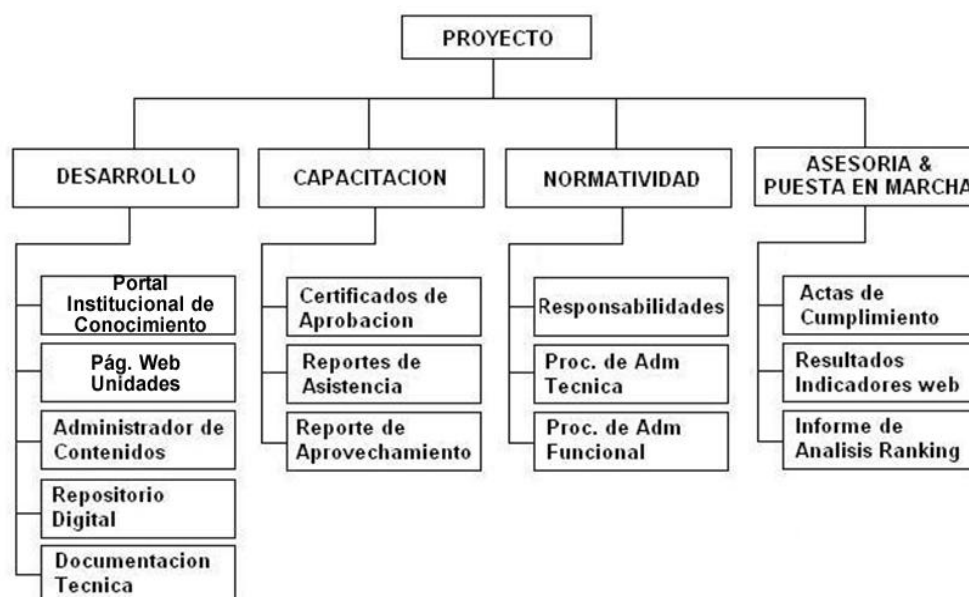 PROYECTO
DESARROLLO
CAPACITACION
NORMATIVIDAD
ASESORIA &
PUESTA EN MARCHA
Portal
Institucional de
Conocimiento
Pág. Web
Unidades
Administrador de
Contenidos
Repositorio
Digital
Documentacion
Tecnica
Certificados de
Aprobacion
Reportes de
Asistencia
Reporte de
Aprovechamiento
Responsabilidades
Proc. de Adm
Tecnica
Proc. de Adm
Funcional
Actas de
Cumplimiento
Resultados
Indicadores web
Informe de
Analisis Ranking